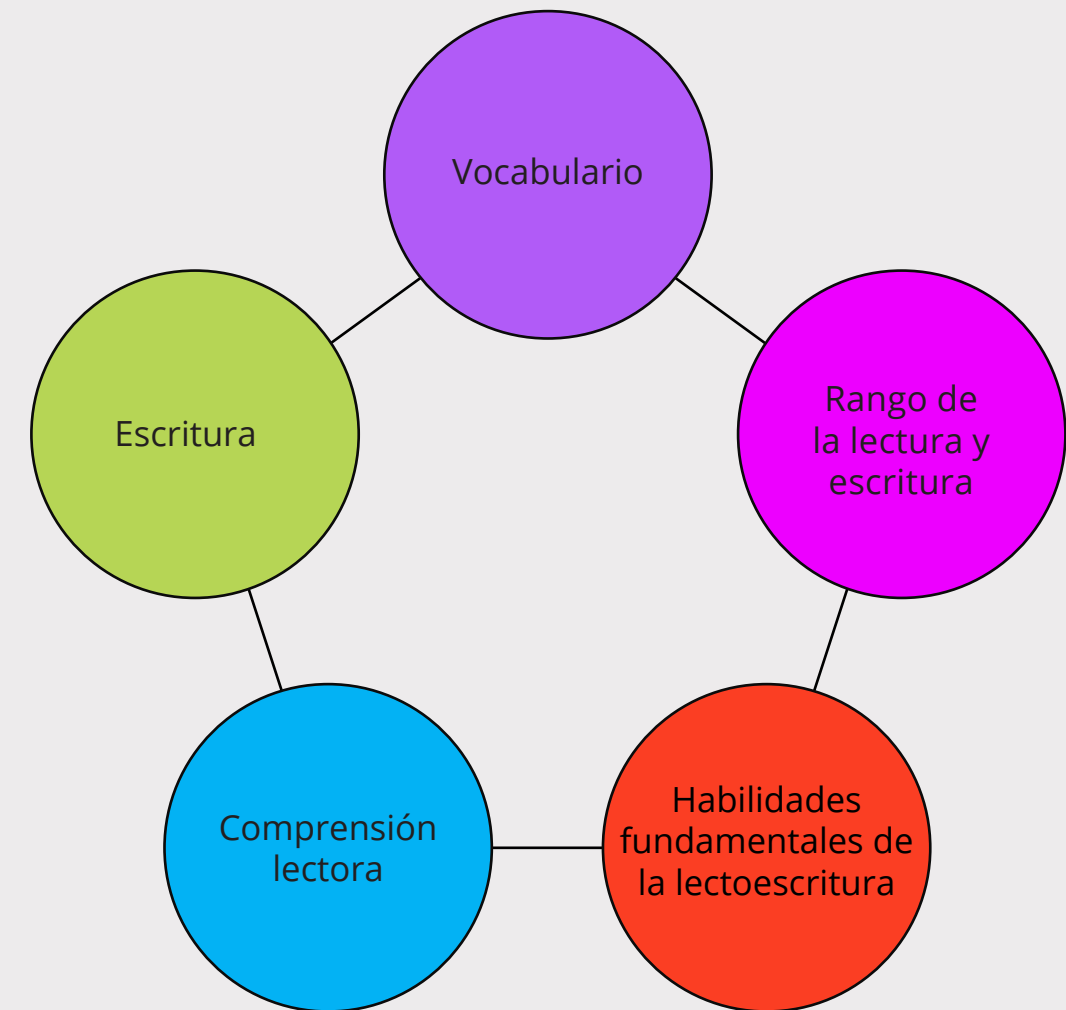 Vocabulario
Rango de
la lectura y
escritura
Escritura
Habilidades
fundamentales de
la lectoescritura
Comprensión
lectora